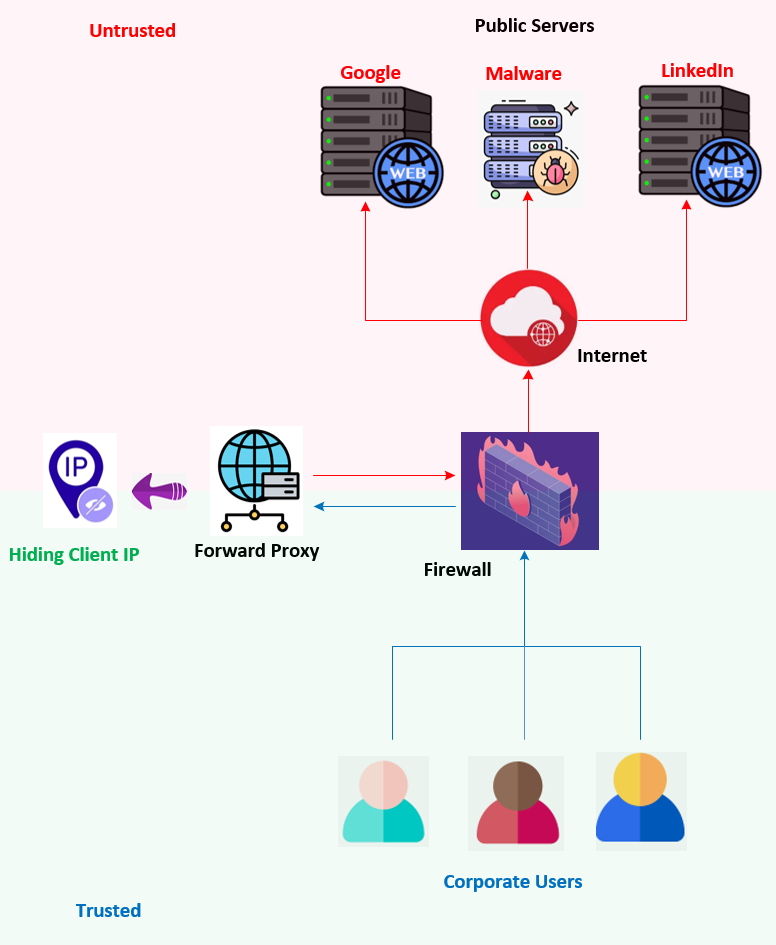 Untrusted
Public Servers
Google
Malware
LinkedIn
WEB
WEB
Internet
IP
Hiding Client IP
Forward Proxy
Firewall
Corporate Users
Trusted